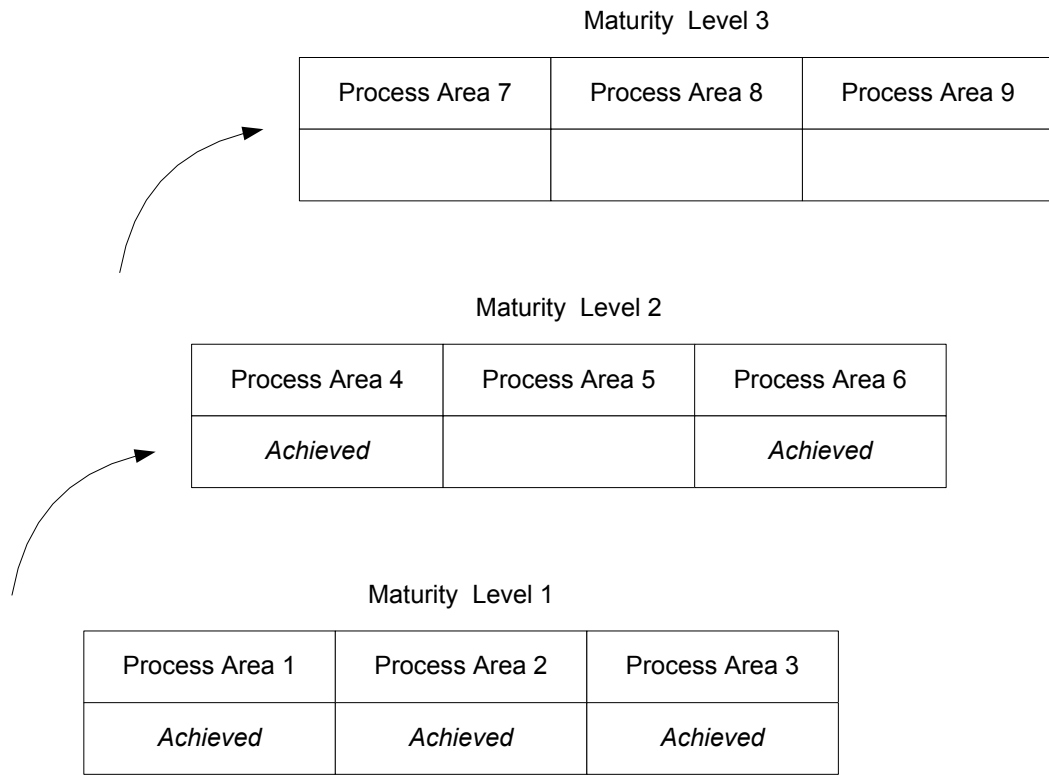 Maturity Level 3
Process Area 7 Process Area 8 Process Area 9
Maturity Level 2
Process Area 4 Process Area 5 Process Area 6
Achieved Achieved
Maturity Level 1
Process Area 1 Process Area 2 Process Area 3
Achieved Achieved Achieved